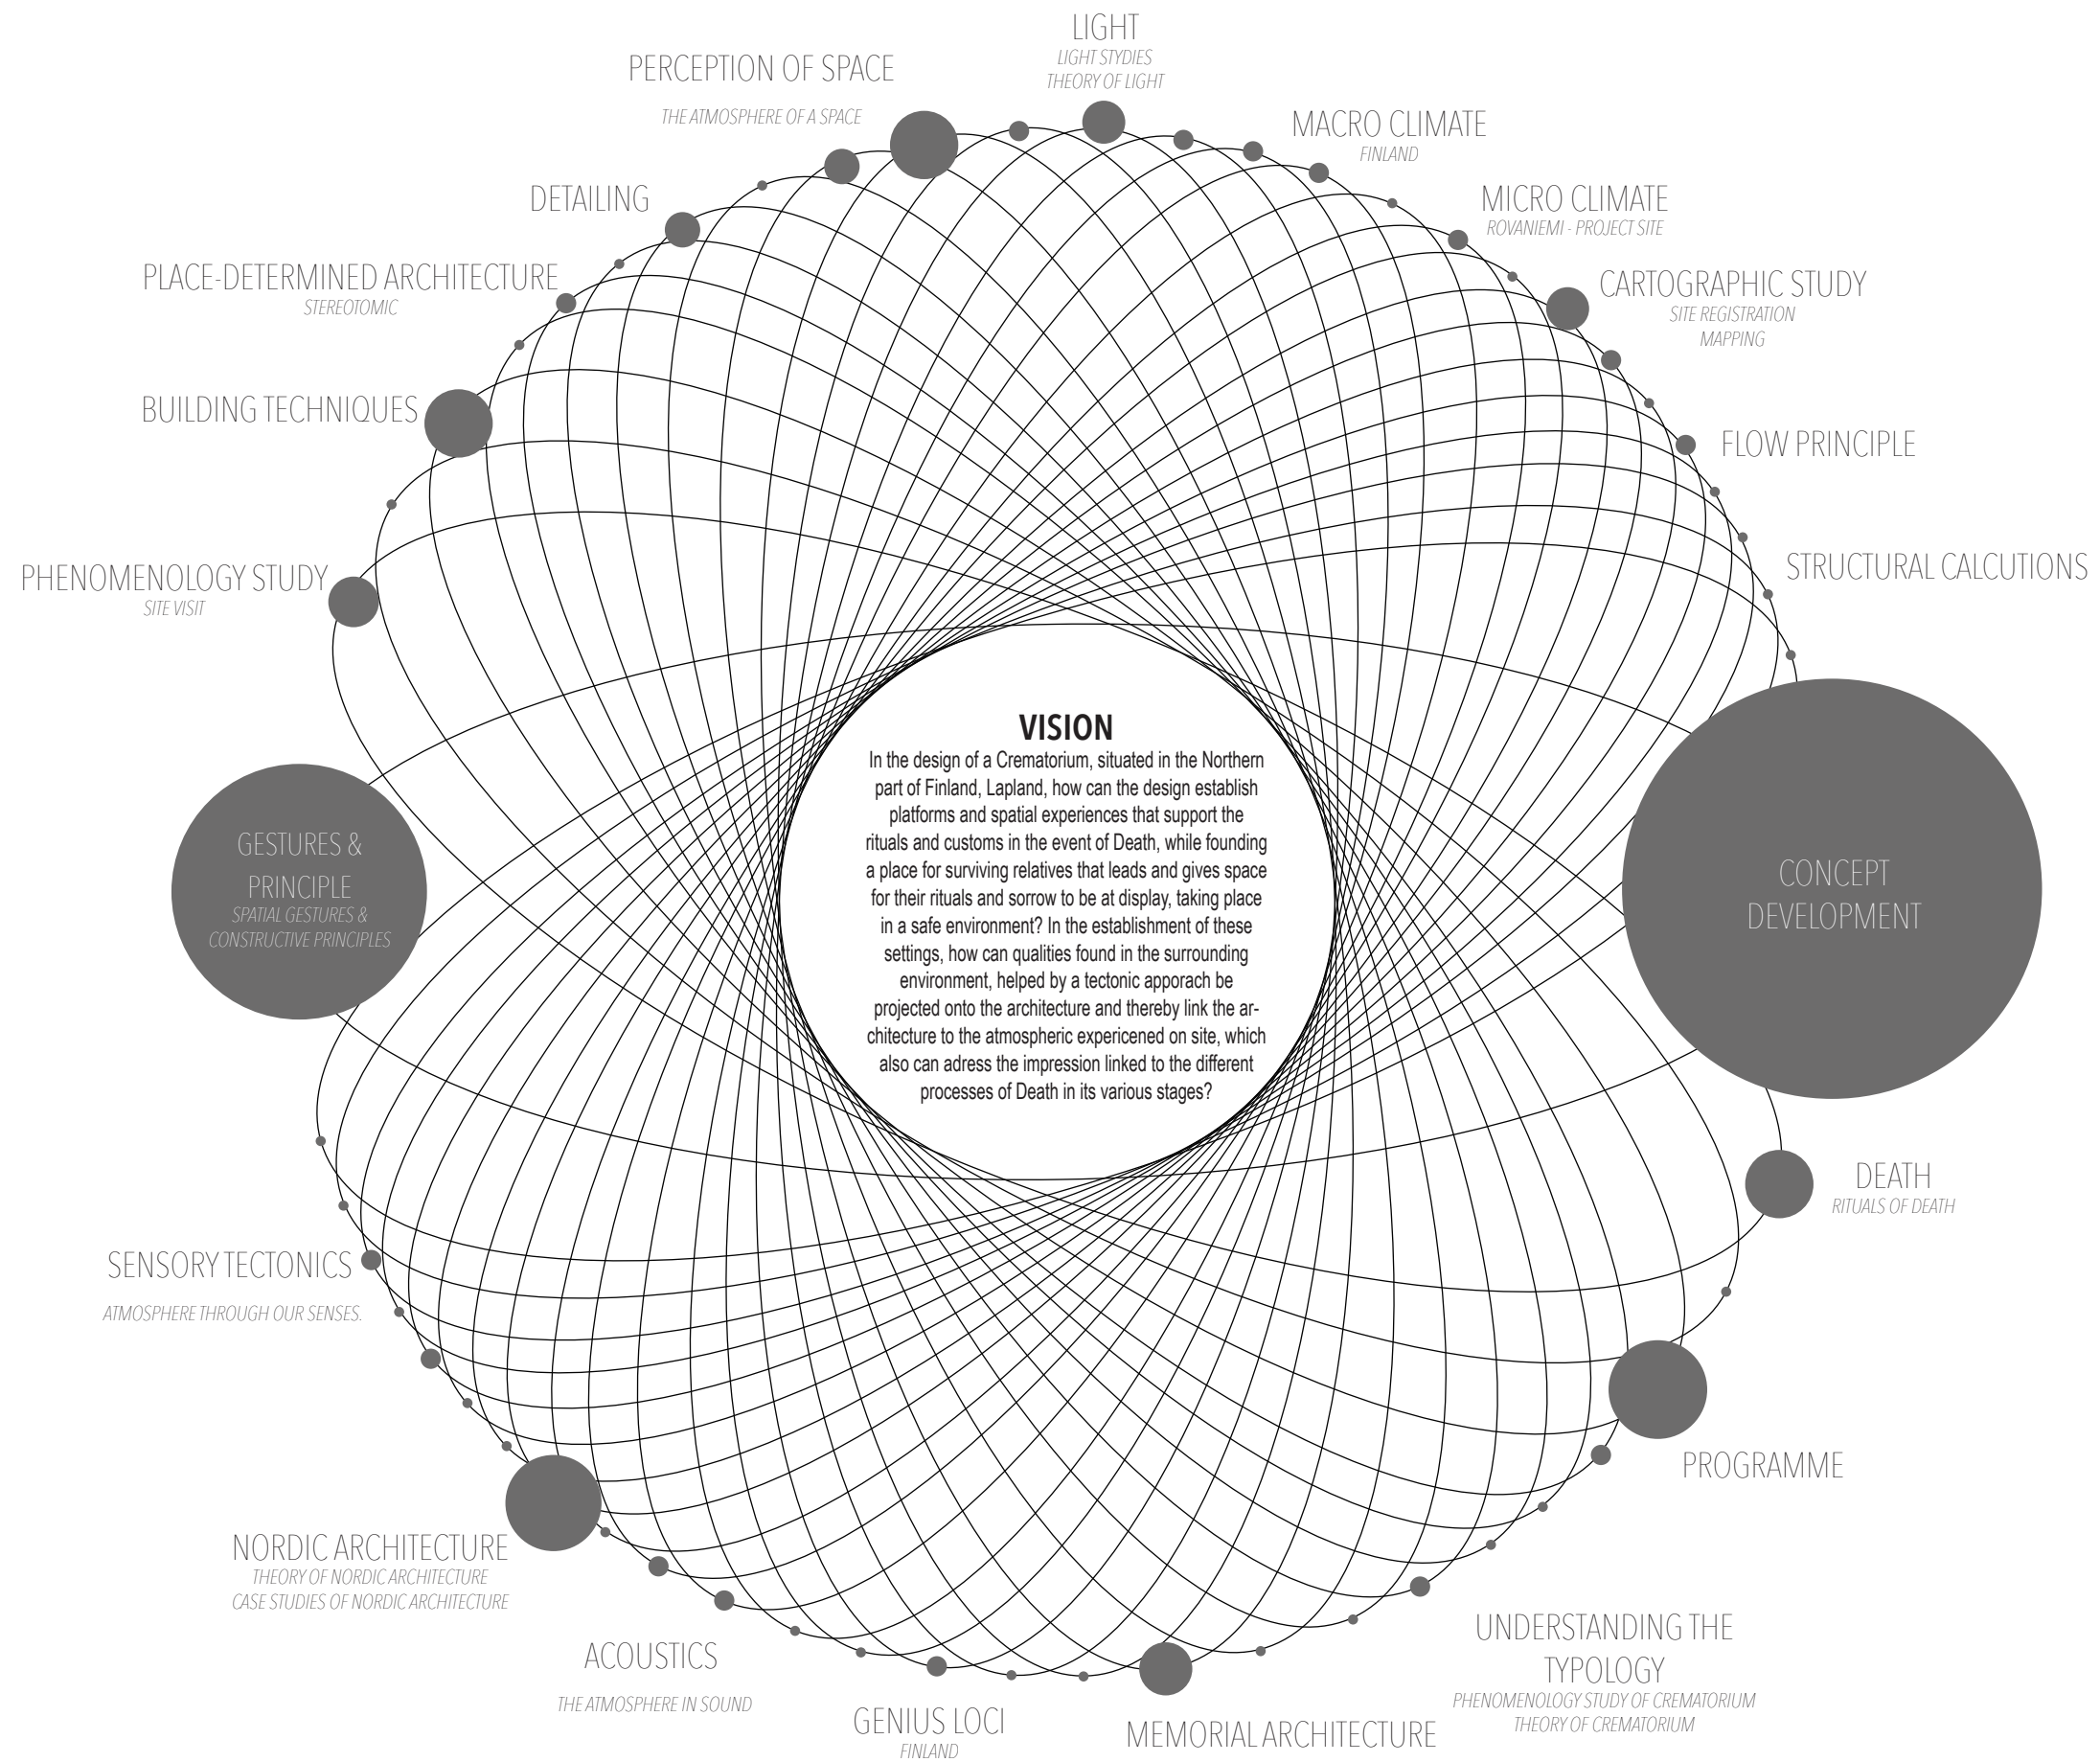 LIGHT
LIGHT STYDIES
THEORY OF LIGHT
PERCEPTION OF SPACE
THE ATMOSPHERE OF A SPACE
MACRO CLIMATE
FINLAND
DETAILING
MICRO CLIMATE
ROVANIEMI - PROJECT SITE
PLACE-DETERMINED ARCHITECTURE
STEREOTOMIC
CARTOGRAPHIC STUDY
SITE REGISTRATION
MAPPING
BUILDING TECHNIQUES
FLOW PRINCIPLE
PHENOMENOLOGY STUDY
SITE VISIT
STRUCTURAL CALCUTIONS
VISION
In the design of a Crematorium, situated in the Northern
part of Finland, Lapland, how can the design establish
platforms and spatial experiences that support the
rituals and customs in the event of Death, while founding
a place for surviving relatives that leads and gives space
for their rituals and sorrow to be at display, taking place
in a safe environment? In the establishment of these
settings, how can qualities found in the surrounding
environment, helped by a tectonic apporach be
projected onto the architecture and thereby link the ar-
chitecture to the atmospheric expericened on site, which
also can adress the impression linked to the different
processes of Death in its various stages?
GESTURES &
PRINCIPLE
SPATIAL GESTURES &
CONSTRUCTIVE PRINCIPLES
CONCEPT
DEVELOPMENT
DEATH
RITUALS OF DEATH
SENSORY TECTONICS
ATMOSPHERE THROUGH OUR SENSES.
PROGRAMME
NORDIC ARCHITECTURE
THEORY OF NORDIC ARCHITECTURE
CASE STUDIES OF NORDIC ARCHITECTURE
ACOUSTICS
THE ATMOSPHERE IN SOUND
UNDERSTANDING THE
TYPOLOGY
PHENOMENOLOGY STUDY OF CREMATORIUM
THEORY OF CREMATORIUM
GENIUS LOCI
FINLAND
MEMORIAL ARCHITECTURE